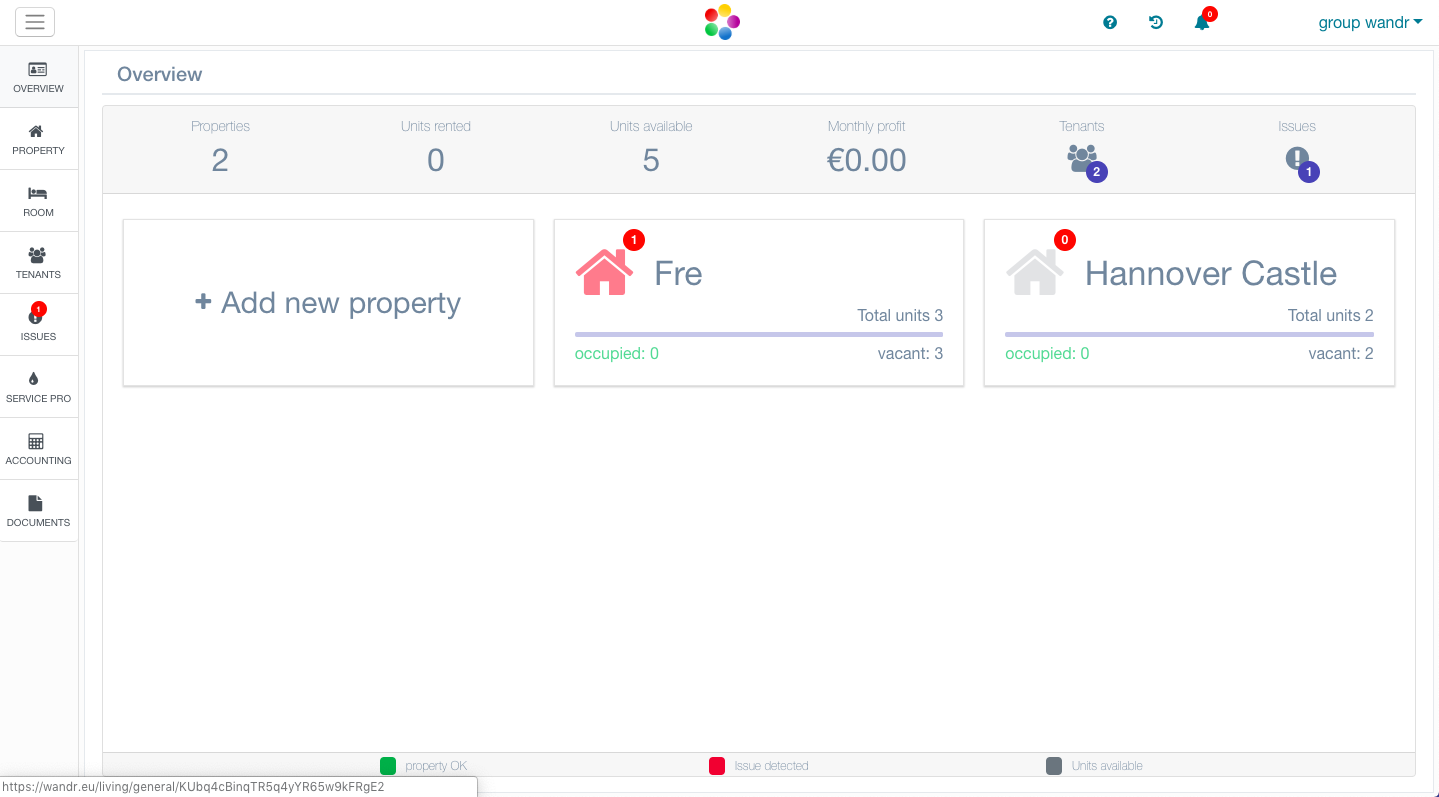 0
group wandr
OVERVIEW
PROPERTY
ROOM
TENANTS
1
ISSUES
SERVICE PRO
ACCOUNTING
DOCUMENTS
Overview
Properties Units rented Units available Monthly profit Tenants Issues
2 0 5 €0.00 2 1
+ Add new property
1
Fre
Total units 3
occupied: 0 vacant: 3
0
Hannover Castle
Total units 2
occupied: 0 vacant: 2
property OK Issue detected Units available
https://wandr.eu/living/general/KUbq4cBinqTR5q4yYR65w9kFRgE2